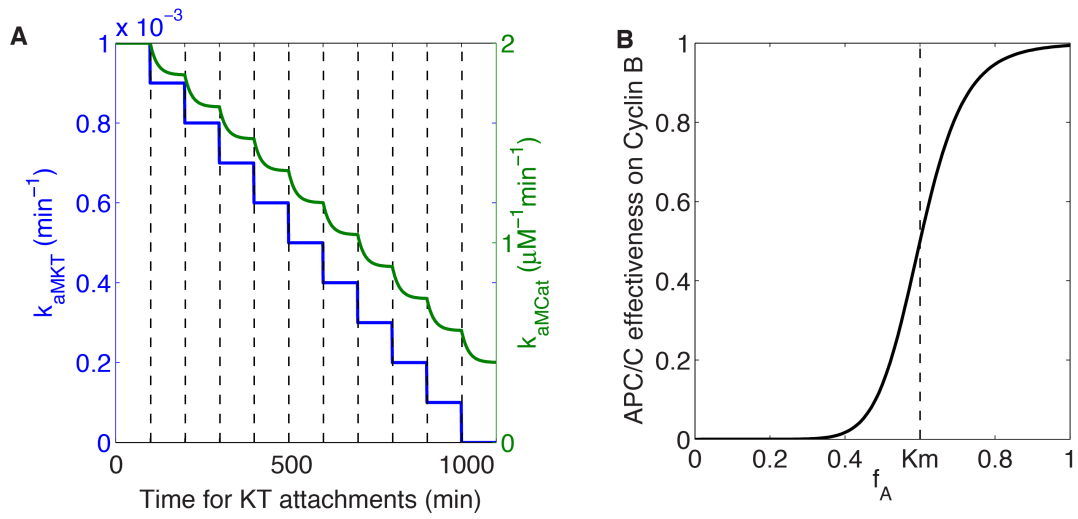 A
x 10⁻³
1
0.8
0.6
0.4
0.2
0
k_aMKT (min⁻¹)
2
1
0
k_aMCat (μM⁻¹min⁻¹)
0 500 1000
Time for KT attachments (min)
B
1
0.8
0.6
0.4
0.2
0
APC/C effectiveness on Cyclin B
0 0.2 0.4 Km 0.8 1
f_A